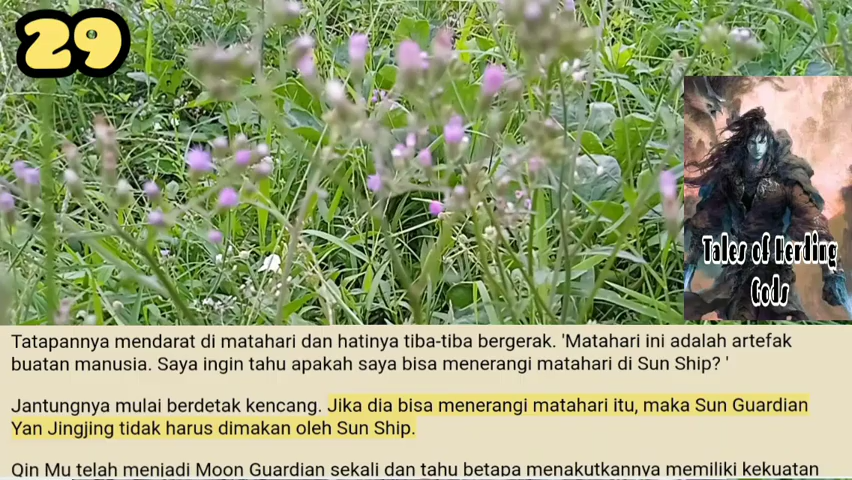 29
Tales of Herding
Gods
Tatapannya mendarat di matahari dan hatinya tiba-tiba bergerak. 'Matahari ini adalah artefak
buatan manusia. Saya ingin tahu apakah saya bisa menerangi matahari di Sun Ship? '
Jantungnya mulai berdetak kencang. Jika dia bisa menerangi matahari itu, maka Sun Guardian
Yan Jingjing tidak harus dimakan oleh Sun Ship.
Qin Mu telah menjadi Moon Guardian sekali dan tahu betapa menakutkannya memiliki kekuatan